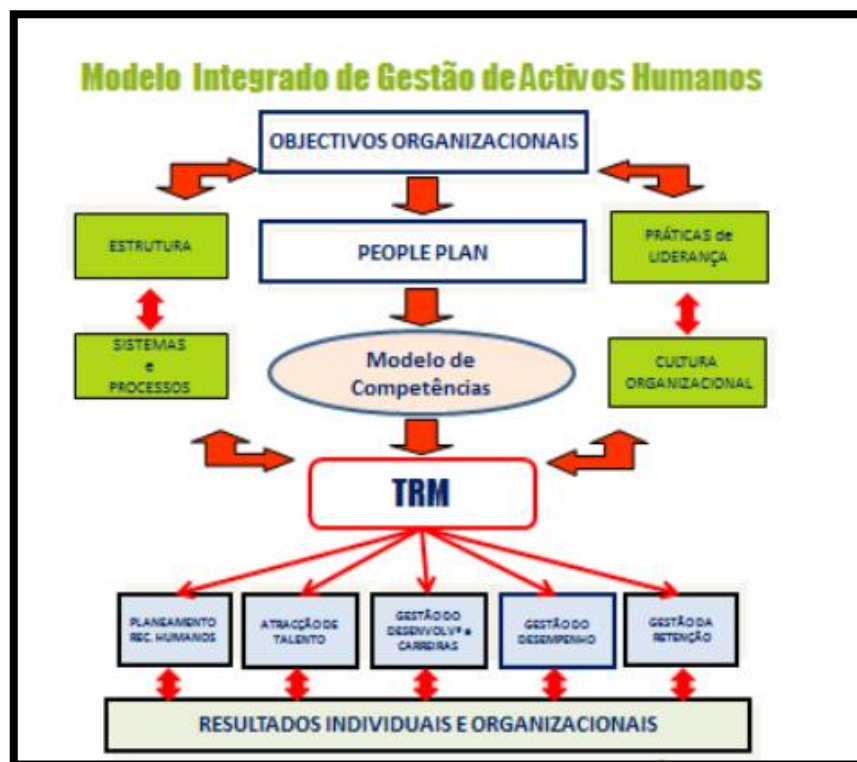 Modelo Integrado de Gestão de Activos Humanos
OBJECTIVOS ORGANIZACIONAIS
ESTRUTURA
PEOPLE PLAN
PRÁTICAS de
LIDERANÇA
SISTEMAS
e
PROCESSOS
Modelo de
Competências
CULTURA
ORGANIZACIONAL
TRM
PLANEAMENTO
REC. HUMANOS
ATRACÇÃO DE
TALENTO
GESTÃO DO
DESENVOLVº e
CARREIRAS
GESTÃO DO
DESEMPENHO
GESTÃO DA
RETENÇÃO
RESULTADOS INDIVIDUAIS E ORGANIZACIONAIS